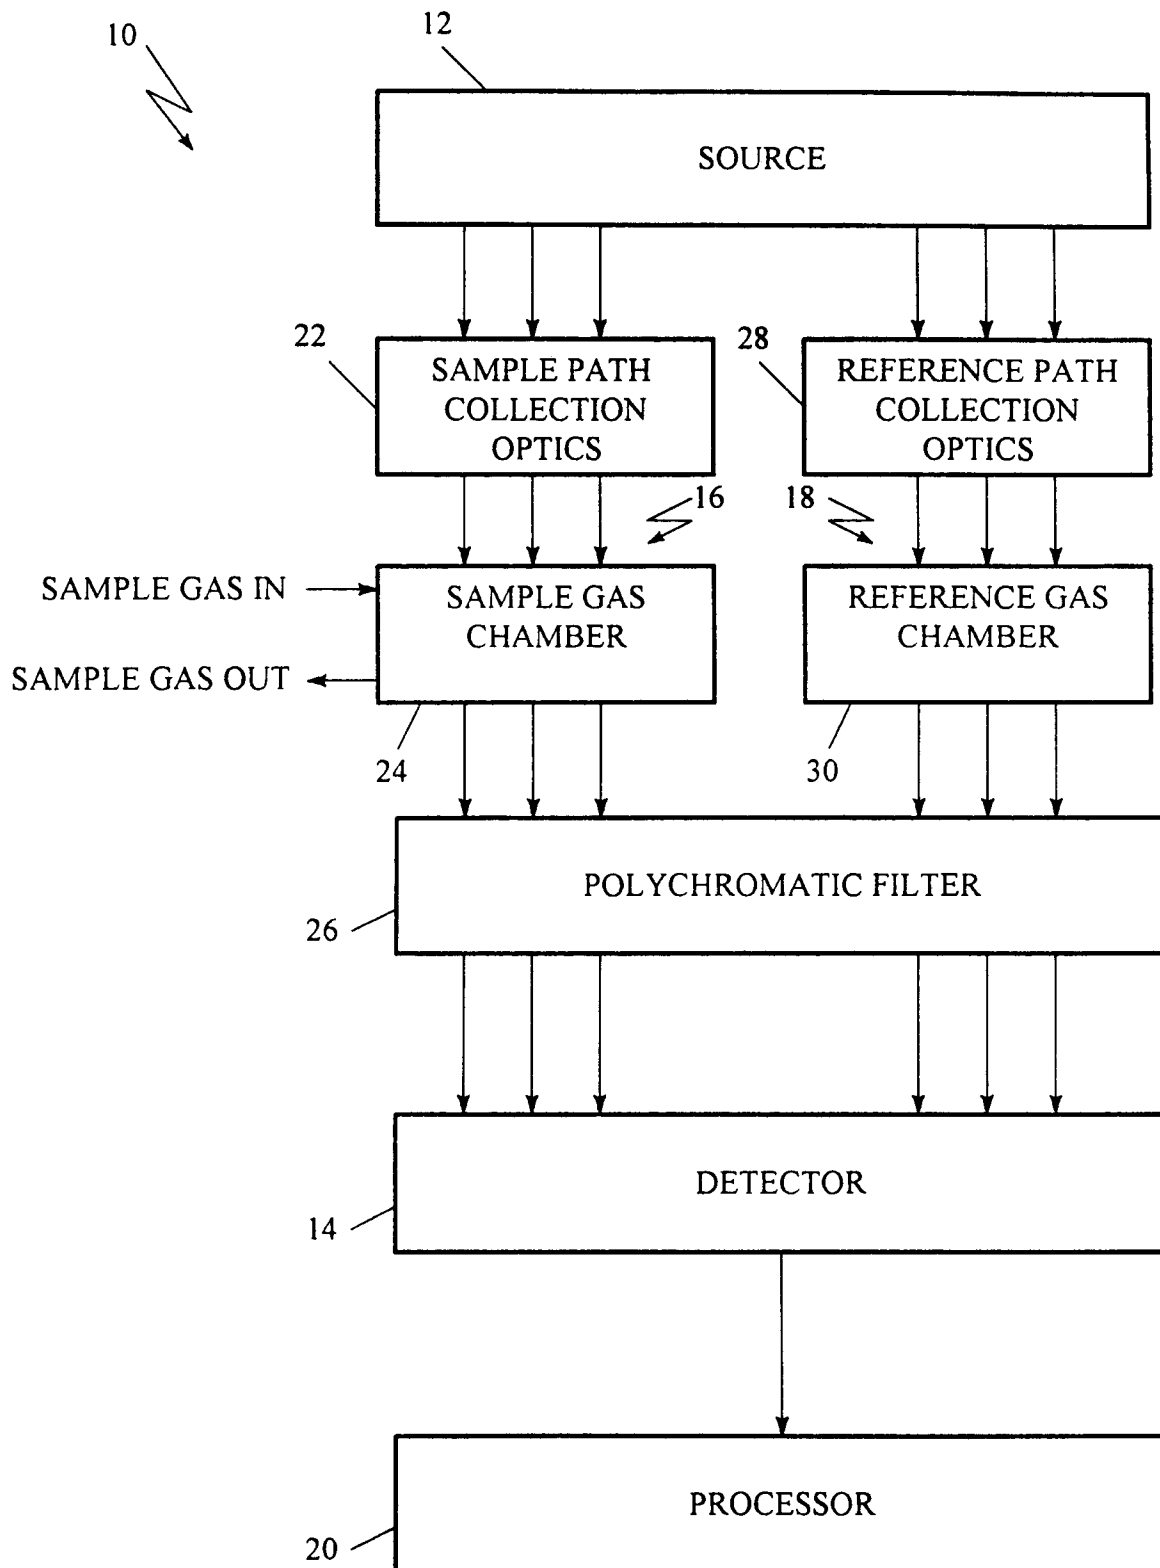 10
12
SOURCE
22
SAMPLE PATH
COLLECTION
OPTICS
28
REFERENCE PATH
COLLECTION
OPTICS
16
18
SAMPLE GAS IN
SAMPLE GAS
CHAMBER
REFERENCE GAS
CHAMBER
SAMPLE GAS OUT
24
30
POLYCHROMATIC FILTER
26
DETECTOR
14
PROCESSOR
20